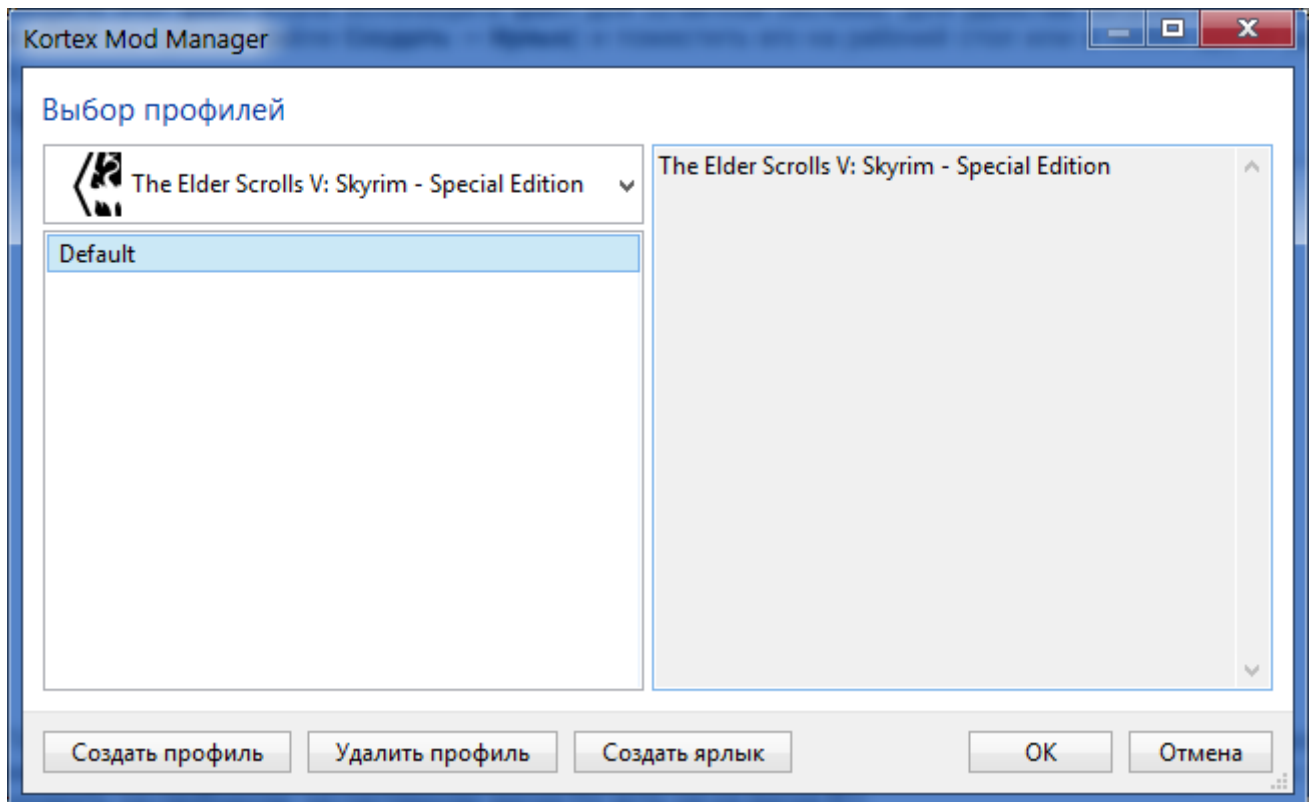 Kortex Mod Manager
Выбор профилей
The Elder Scrolls V: Skyrim - Special Edition
The Elder Scrolls V: Skyrim - Special Edition
Default
Создать профиль
Удалить профиль
Создать ярлык
ОК
Отмена